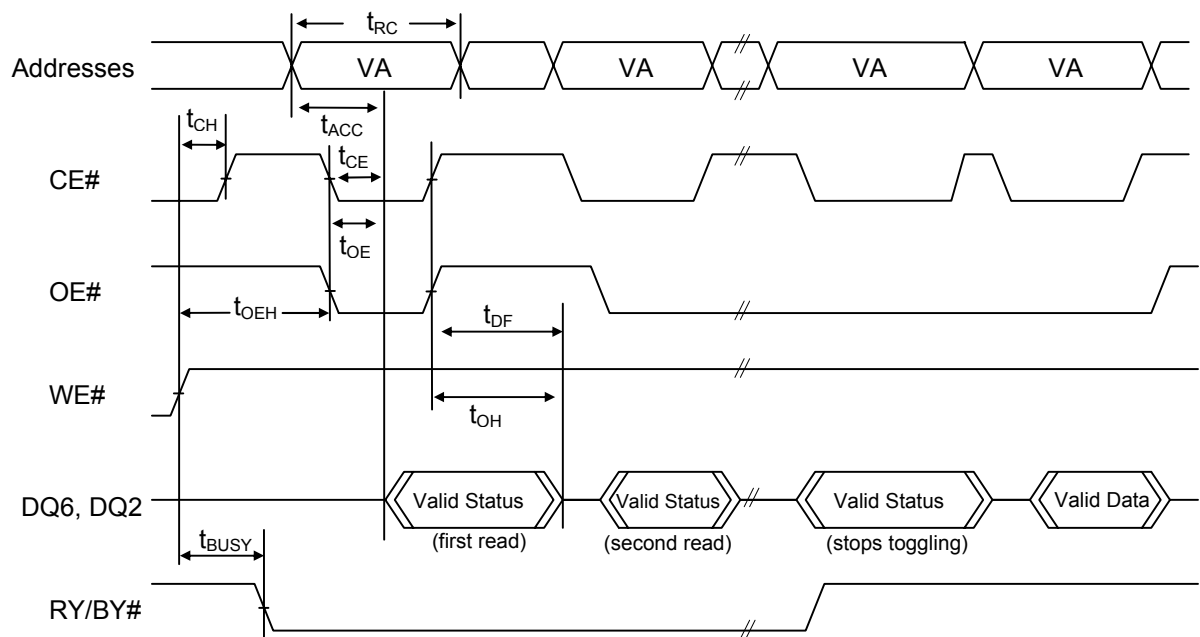 tRC
Addresses VA VA VA VA
tCH tACC
tCE
CE#
tOE
OE#
tOEH tDF
WE#
tOH
DQ6, DQ2 Valid Status Valid Status Valid Status Valid Data
(first read) (second read) (stops toggling)
tBUSY
RY/BY#